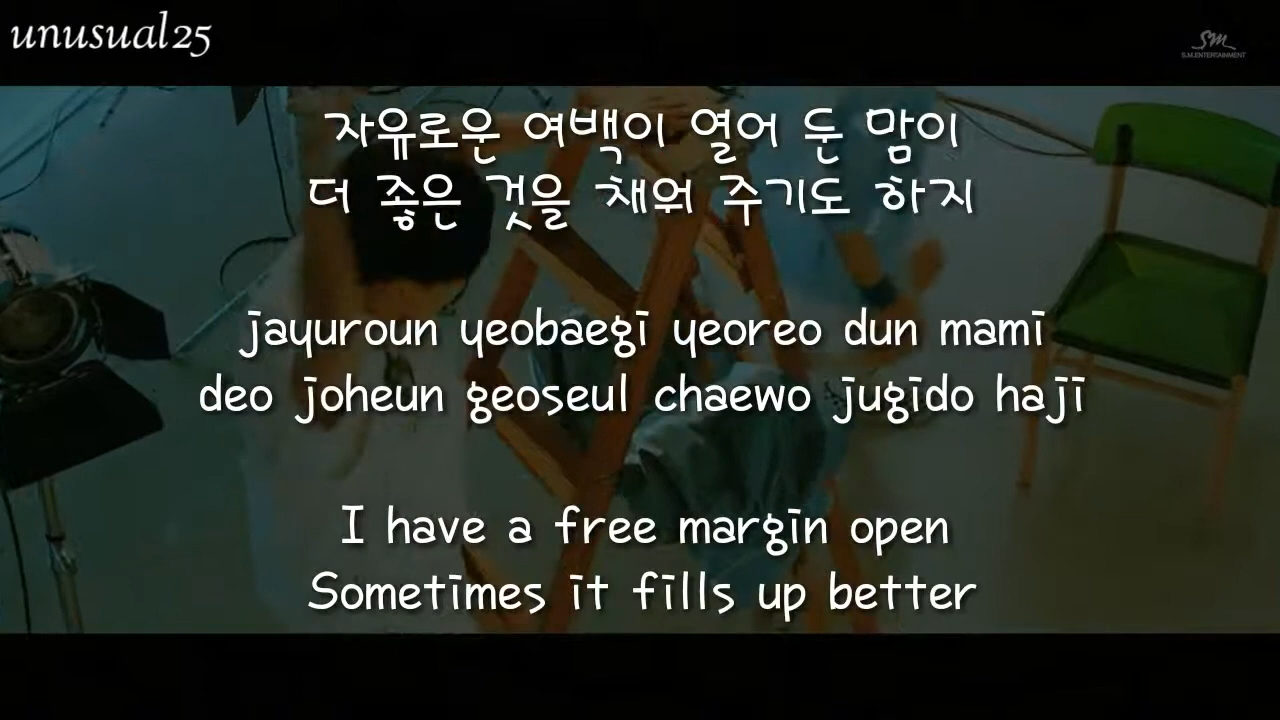 unusual25
SM
S.M.ENTERTAINMENT
자유로운 여백이 열어 둔 맘이
더 좋은 것을 채워 주기도 하지
jayuroun yeobaegi yeoreo dun mami
deo joheun geoseul chaewo jugido haji
I have a free margin open
Sometimes it fills up better